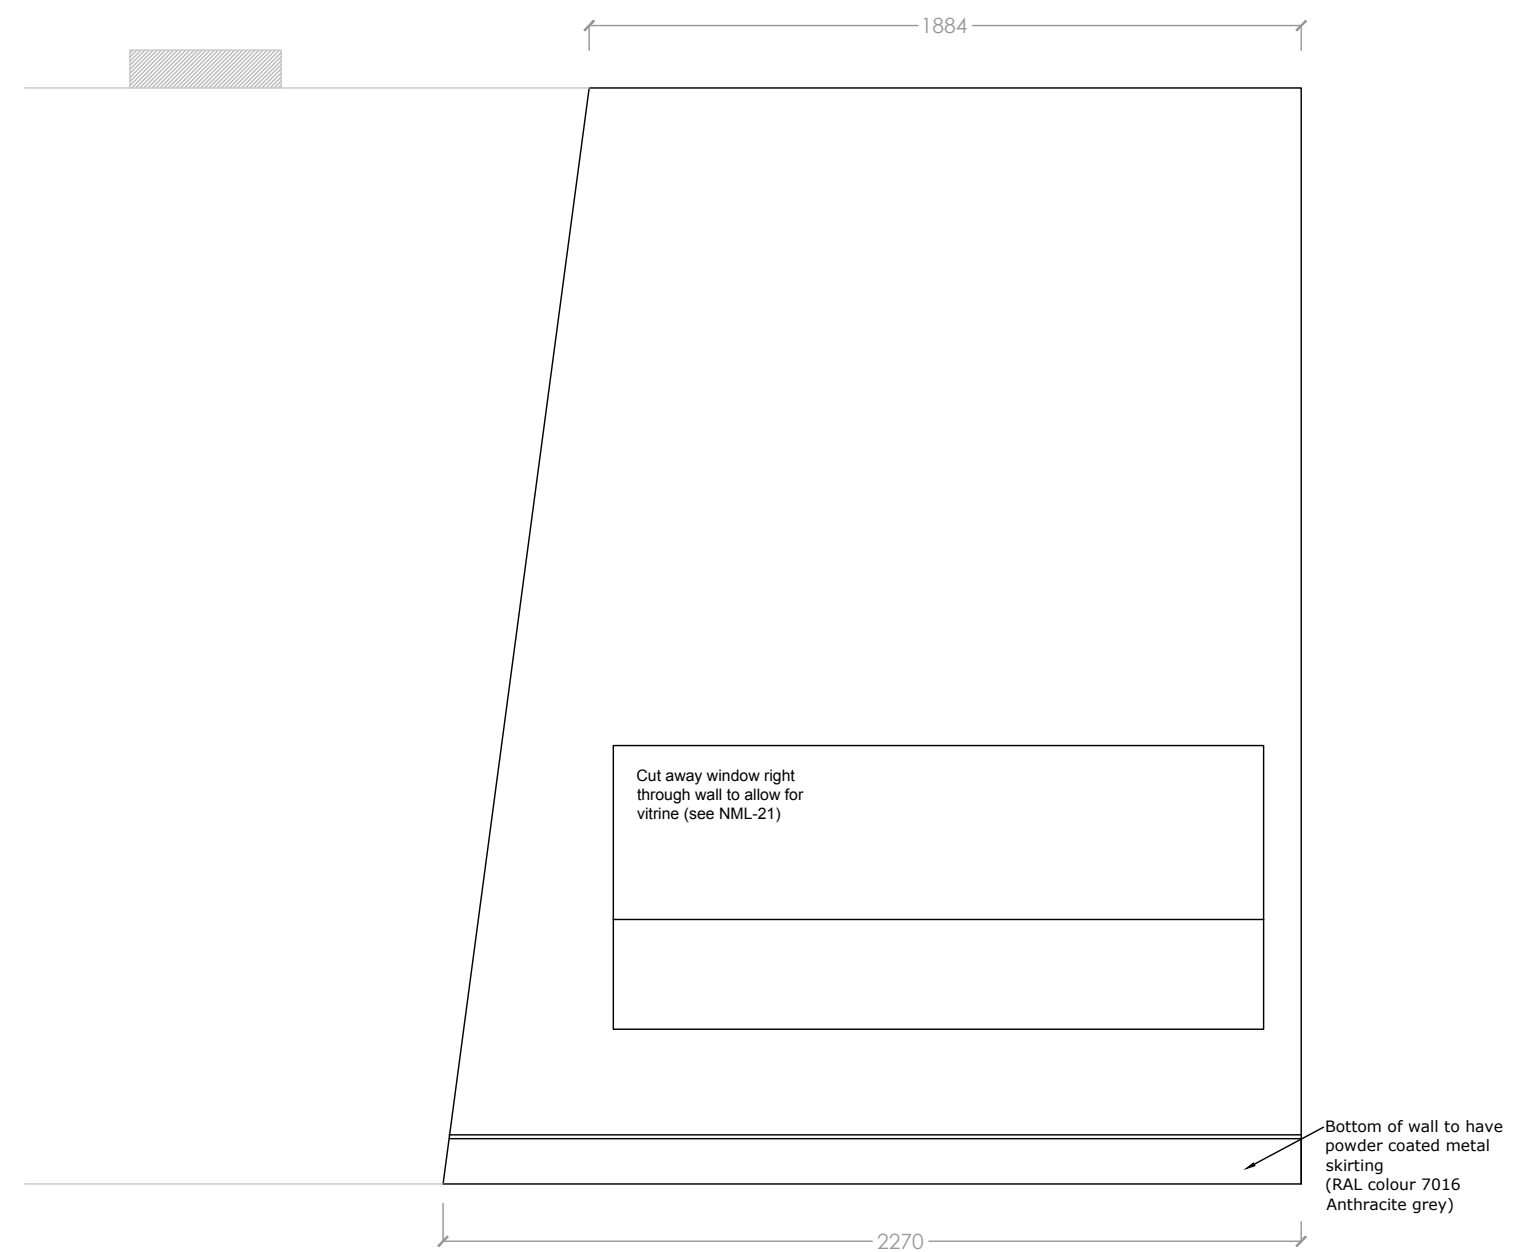 1884
Cut away window right
through wall to allow for
vitrine (see NML-21)
Bottom of wall to have
powder coated metal
skirting
(RAL colour 7016
Anthracite grey)
2270